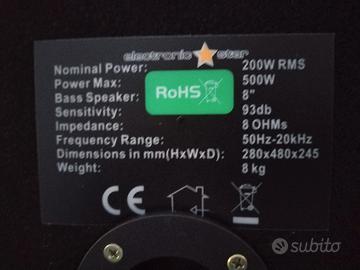 electronic star
Nominal Power: 200W RMS
Power Max: 500W
Bass Speaker: 8"
Sensitivity: 93db
Impedance: 8 OHMs
Frequency Range: 50Hz-20kHz
Dimensions in mm(HxWxD): 280x480x245
Weight: 8 kg
RoHS
CE
subito